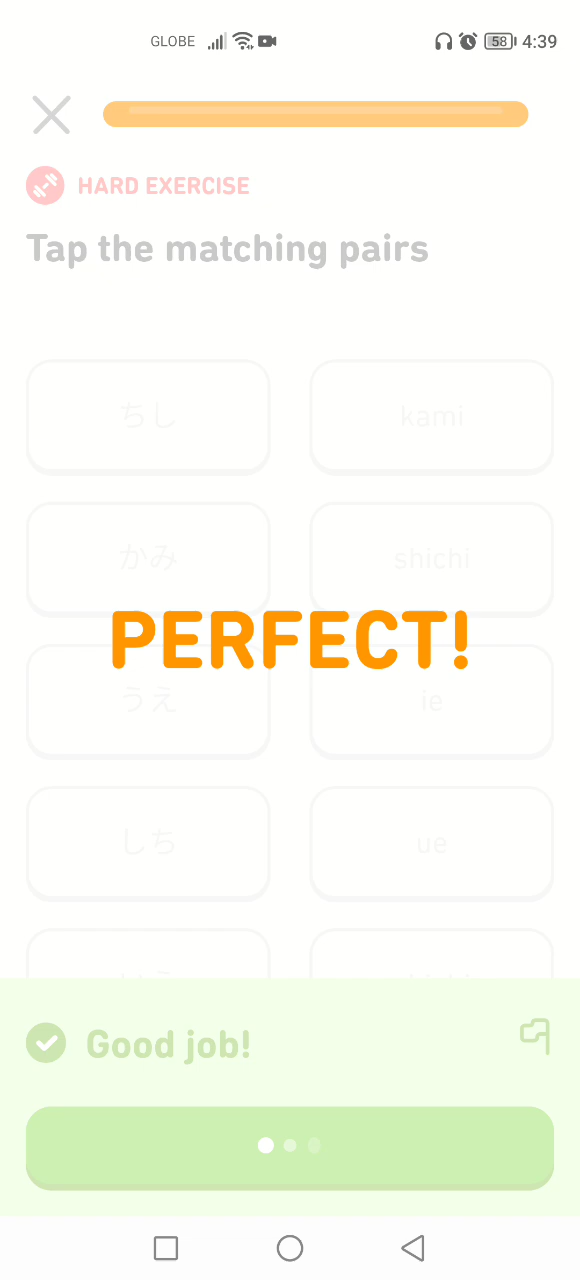 GLOBE 58 4:39
HARD EXERCISE
Tap the matching pairs
ちし kami
かみ shichi
PERFECT!
うえ ie
しち ue
Good job!